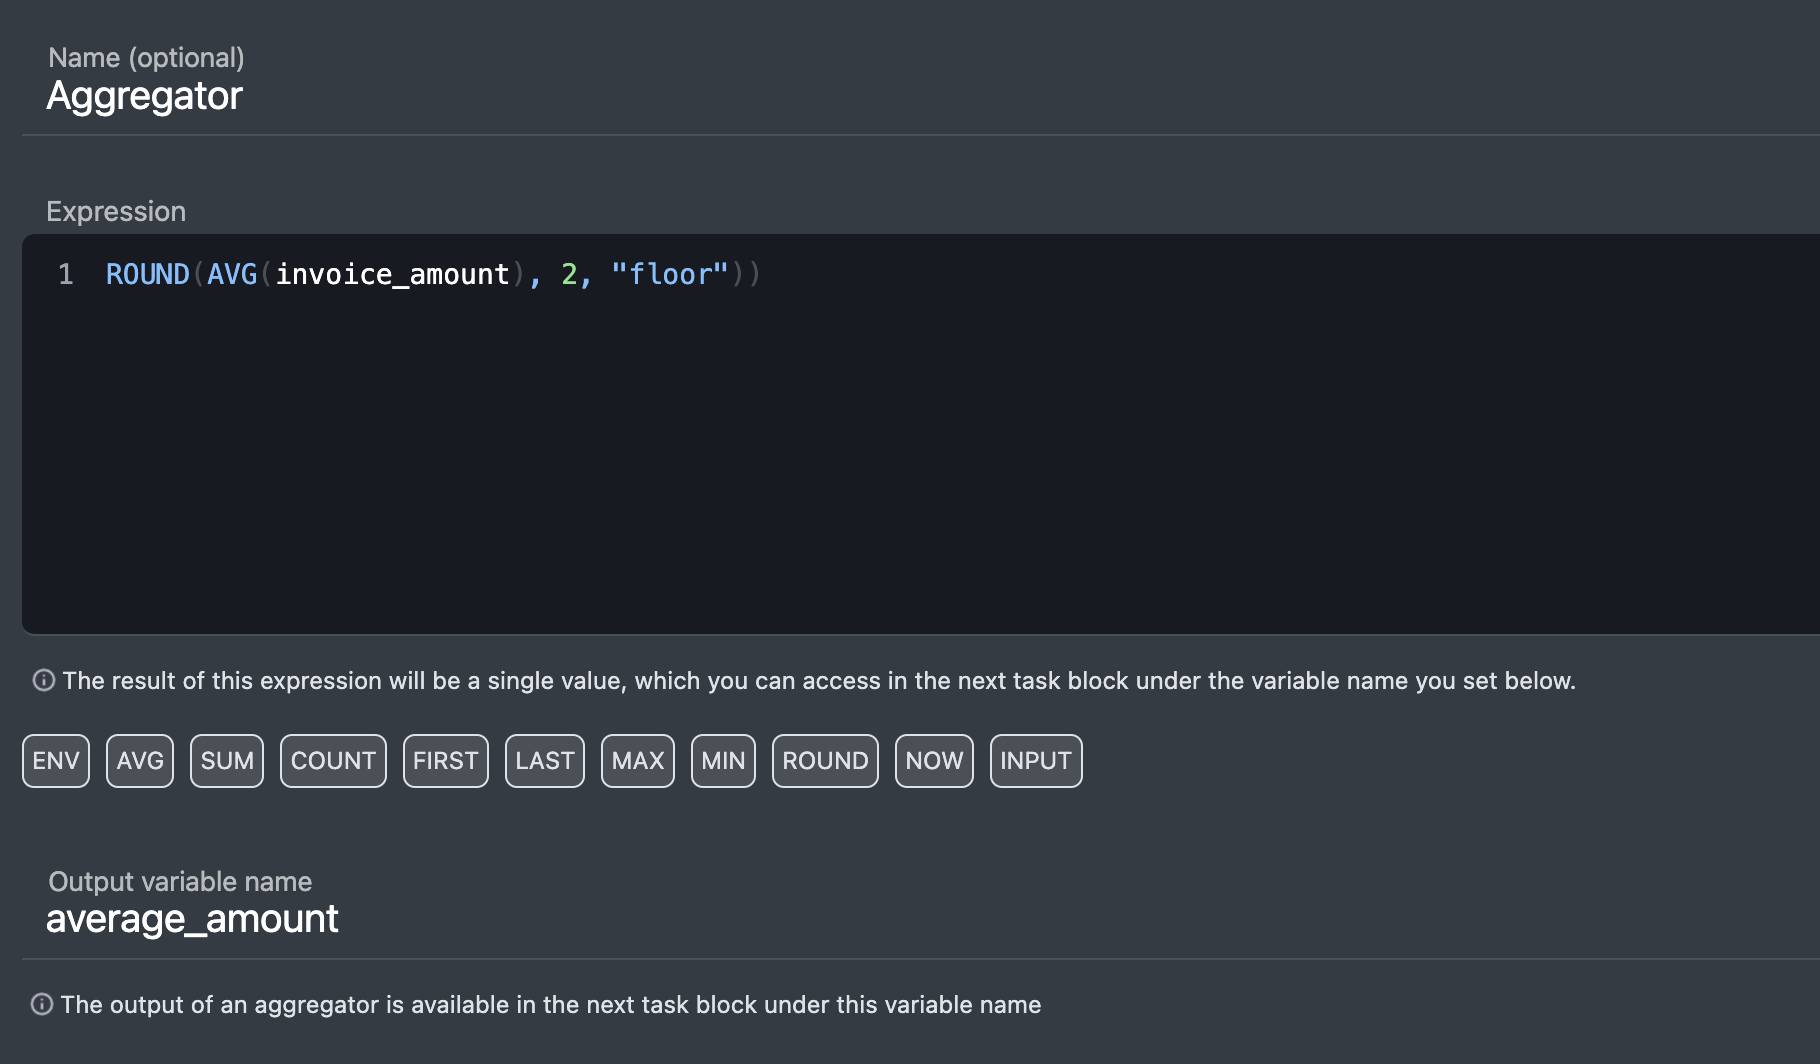 Name (optional)
Aggregator
Expression
1 ROUND(AVG(invoice_amount), 2, "floor"))
The result of this expression will be a single value, which you can access in the next task block under the variable name you set below.
ENV AVG SUM COUNT FIRST LAST MAX MIN ROUND NOW INPUT
Output variable name
average_amount
The output of an aggregator is available in the next task block under this variable name